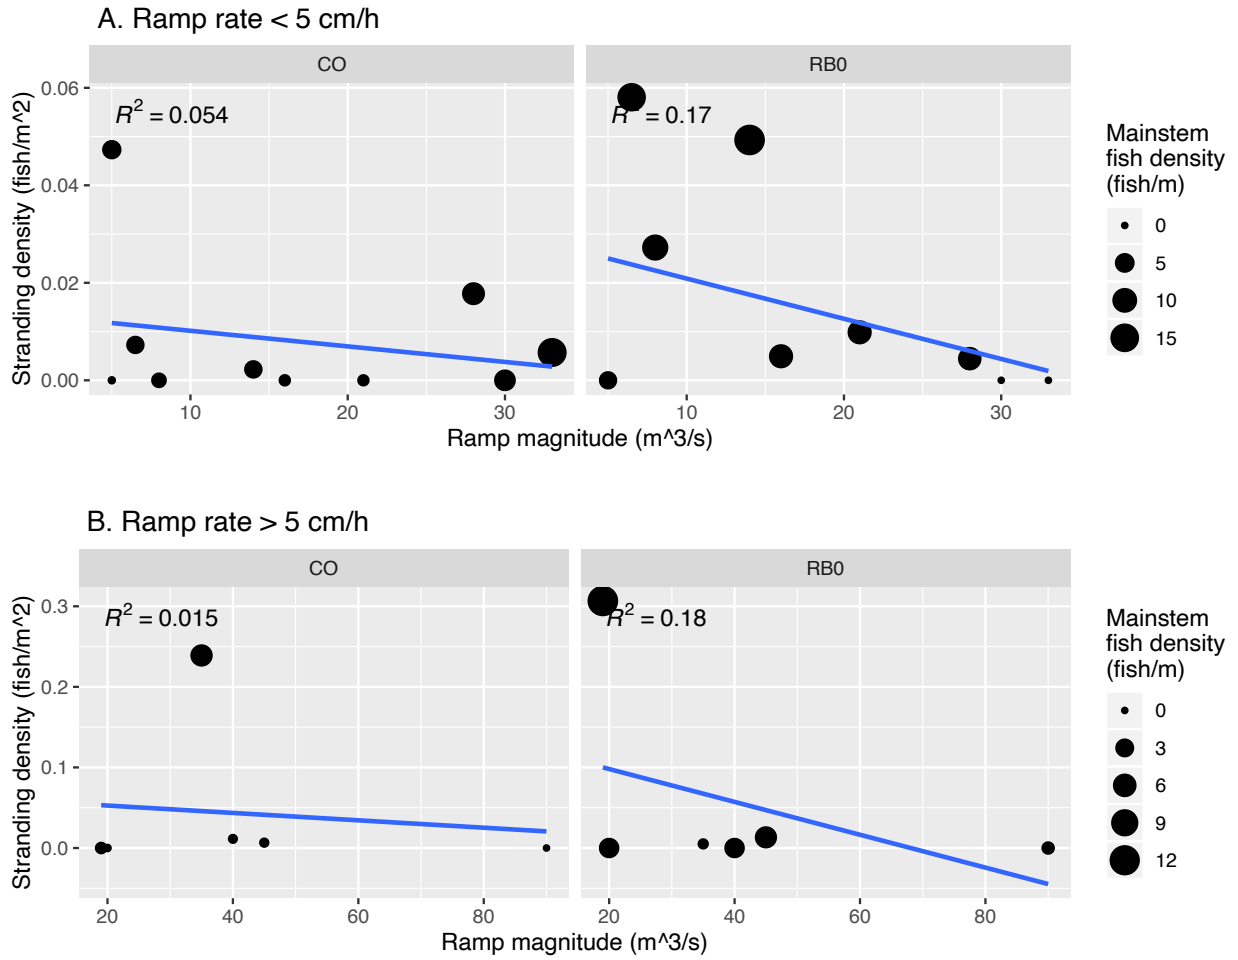 A. Ramp rate < 5 cm/h
CO
RB0
R² = 0.054
R² = 0.17
0.06
0.04
0.02
0.00
10
20
30
10
20
30
Stranding density (fish/m^2)
Ramp magnitude (m^3/s)
Mainstem
fish density
(fish/m)
0
5
10
15
B. Ramp rate > 5 cm/h
CO
RB0
R² = 0.015
R² = 0.18
0.3
0.2
0.1
0.0
20
40
60
80
20
40
60
80
Stranding density (fish/m^2)
Ramp magnitude (m^3/s)
Mainstem
fish density
(fish/m)
0
3
6
9
12